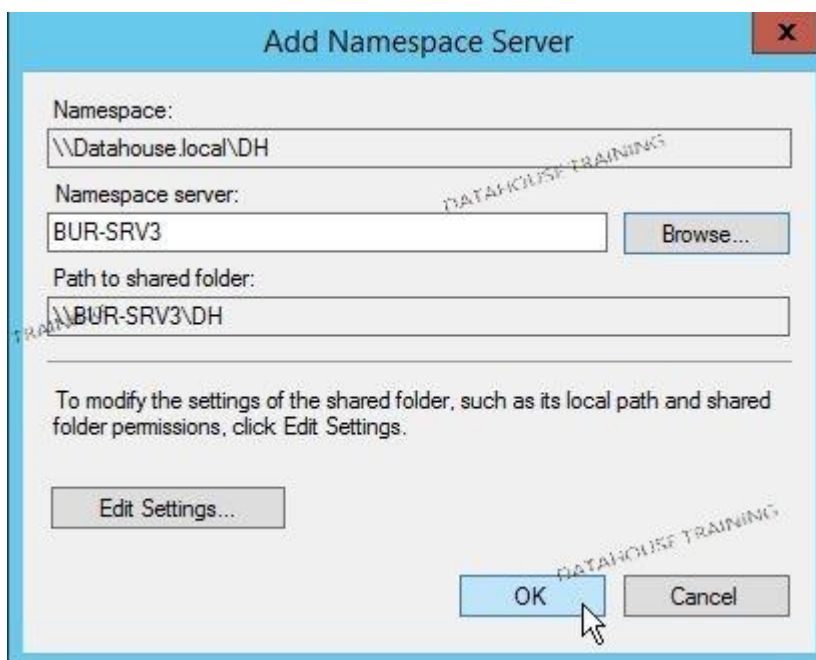 Add Namespace Server
x
Namespace:
\\Datahouse.local\DH
DATAHOUSE TRAINING
Namespace server:
BUR-SRV3
Browse...
Path to shared folder:
\\BUR-SRV3\DH
TRAINING
To modify the settings of the shared folder, such as its local path and shared
folder permissions, click Edit Settings.
Edit Settings...
DATAHOUSE TRAINING
OK
Cancel